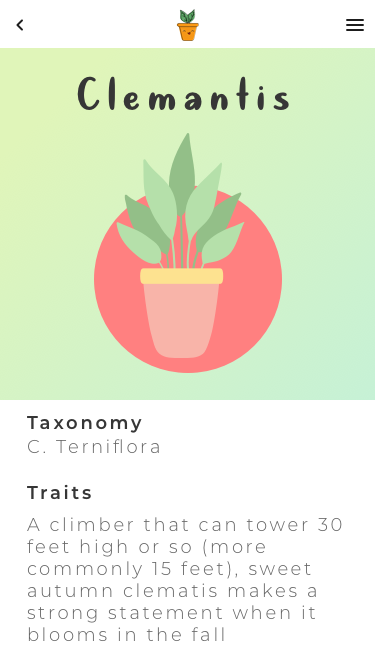 Clemantis
Taxonomy
C. Terniflora
Traits
A climber that can tower 30
feet high or so (more
commonly 15 feet), sweet
autumn clematis makes a
strong statement when it
blooms in the fall